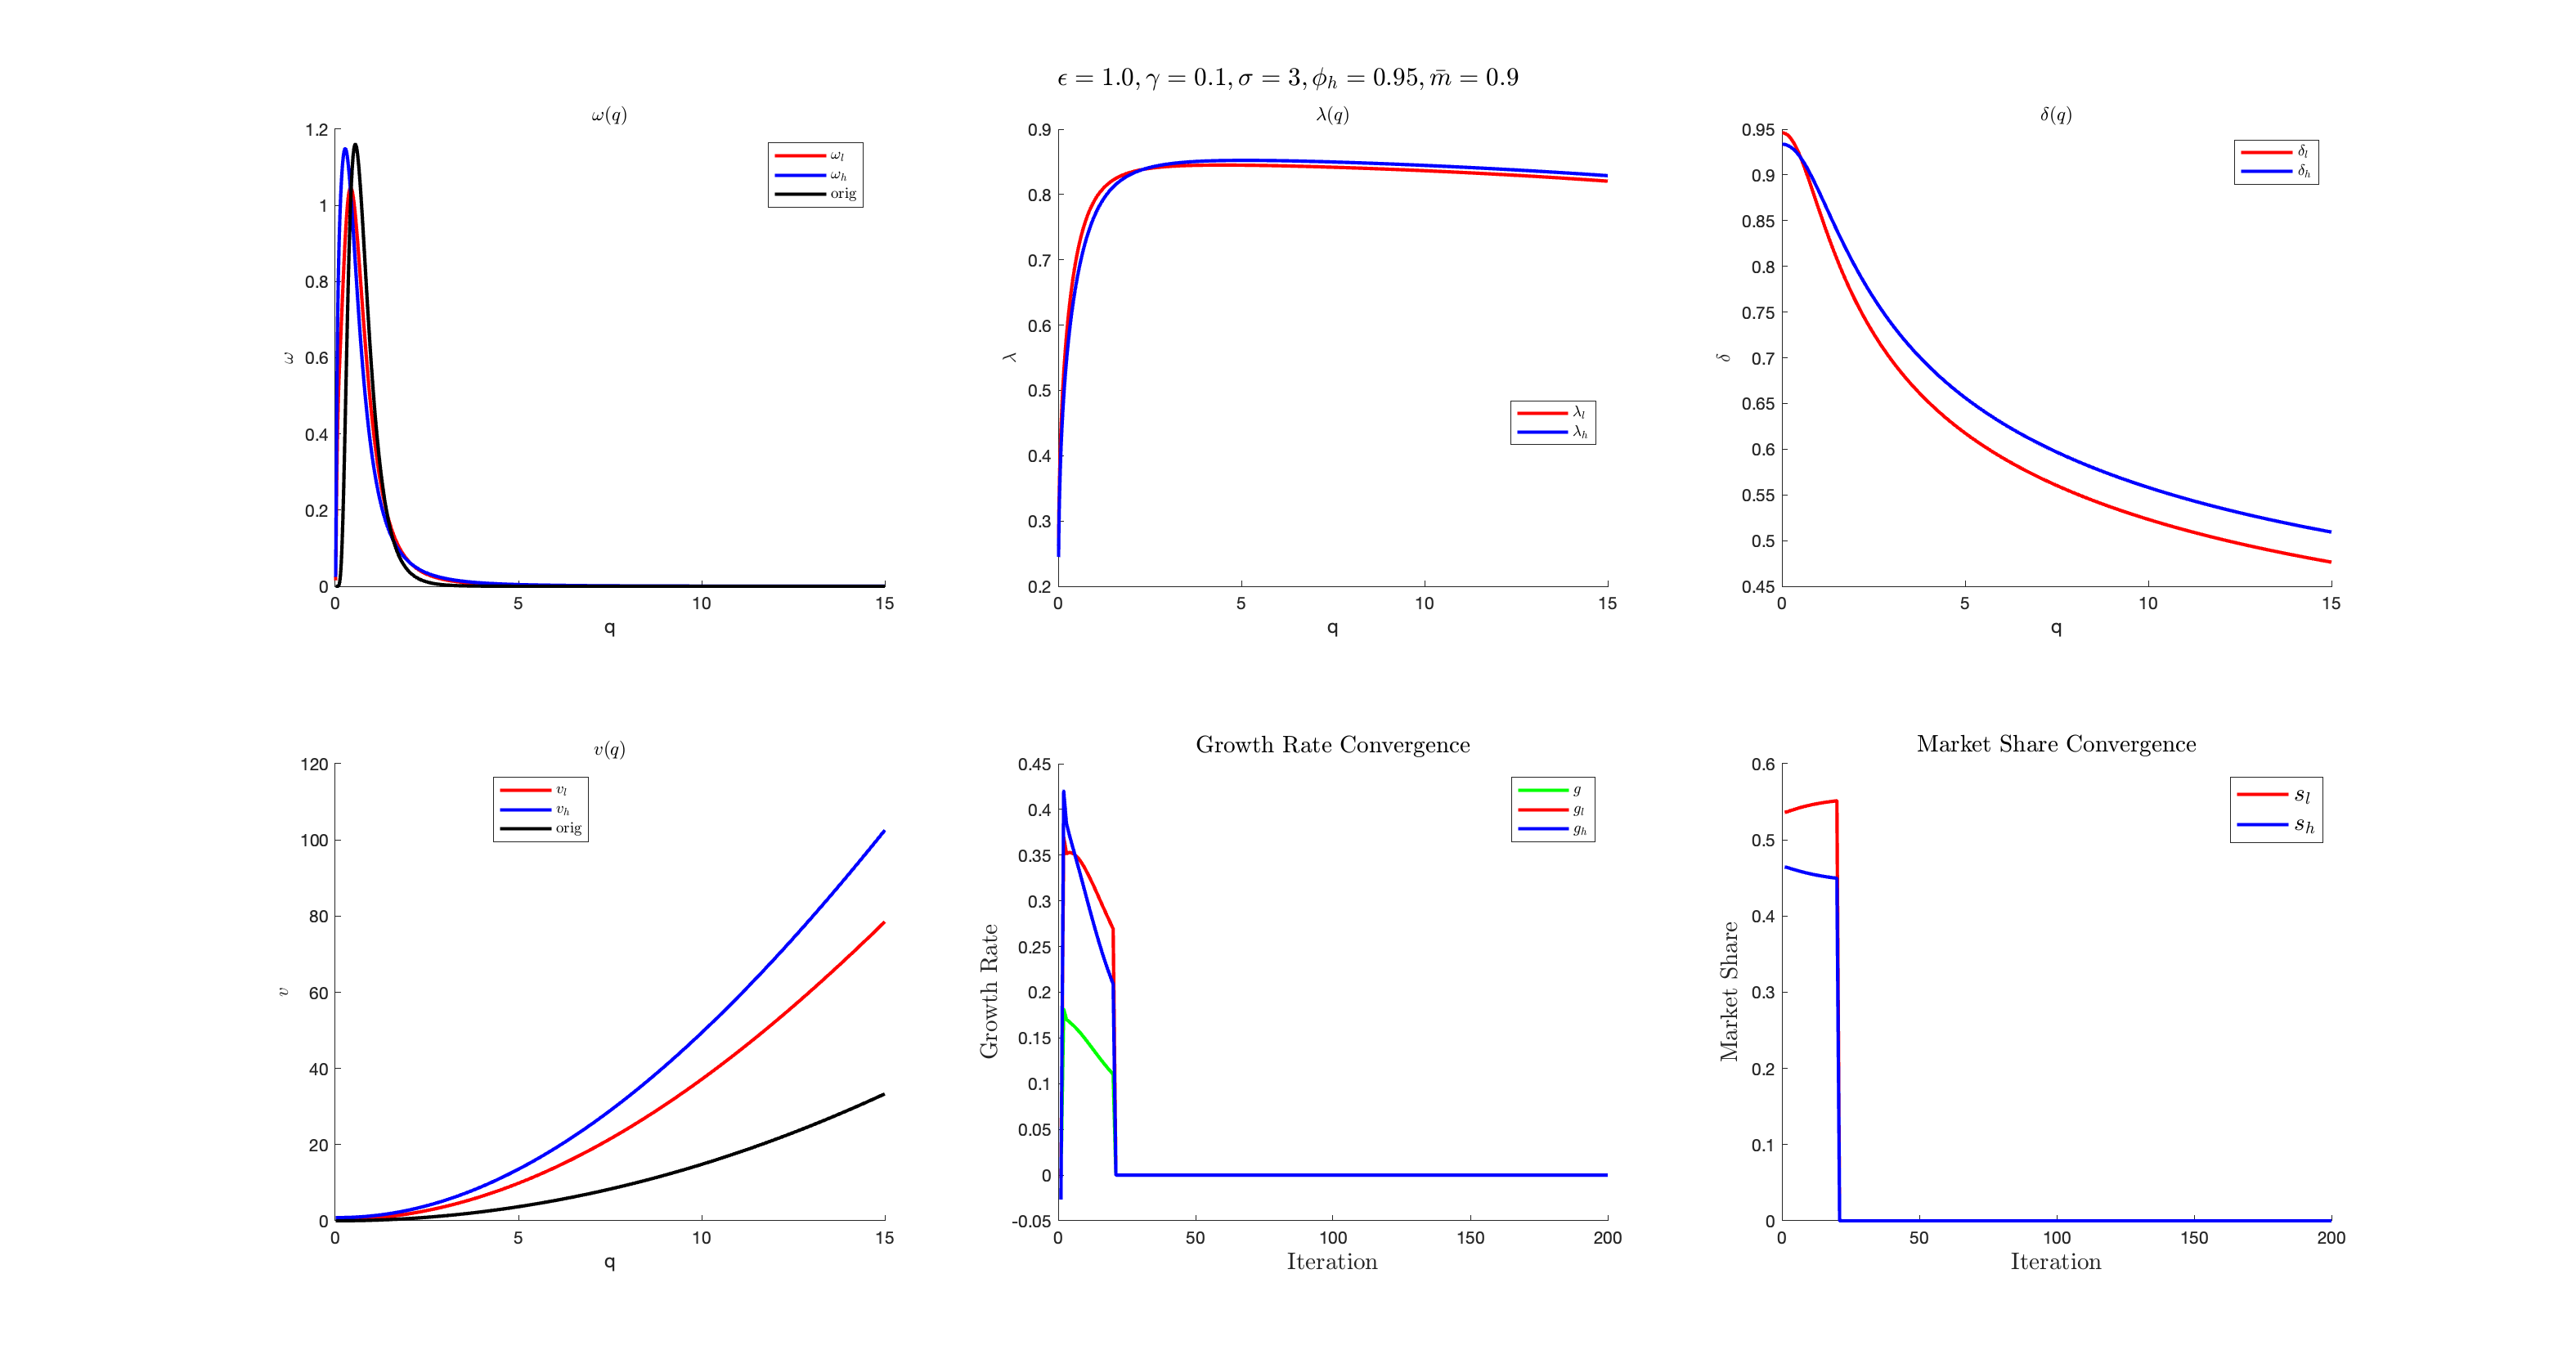 ϵ = 1.0, γ = 0.1, σ = 3, ϕ_h = 0.95, m̄ = 0.9
ω(q)
1.2
1
0.8
0.6
0.4
0.2
0
0 5 10 15
ω
q
ω_l
ω_h
orig
λ(q)
0.9
0.8
0.7
0.6
0.5
0.4
0.3
0.2
0 5 10 15
λ
q
λ_l
λ_h
δ(q)
0.95
0.9
0.85
0.8
0.75
0.7
0.65
0.6
0.55
0.5
0.45
0 5 10 15
δ
q
δ_l
δ_h
v(q)
120
100
80
60
40
20
0
0 5 10 15
v
q
v_l
v_h
orig
Growth Rate Convergence
0.45
0.4
0.35
0.3
0.25
0.2
0.15
0.1
0.05
0
-0.05
0 50 100 150 200
Growth Rate
Iteration
g
g_l
g_h
Market Share Convergence
0.6
0.5
0.4
0.3
0.2
0.1
0
0 50 100 150 200
Market Share
Iteration
s_l
s_h